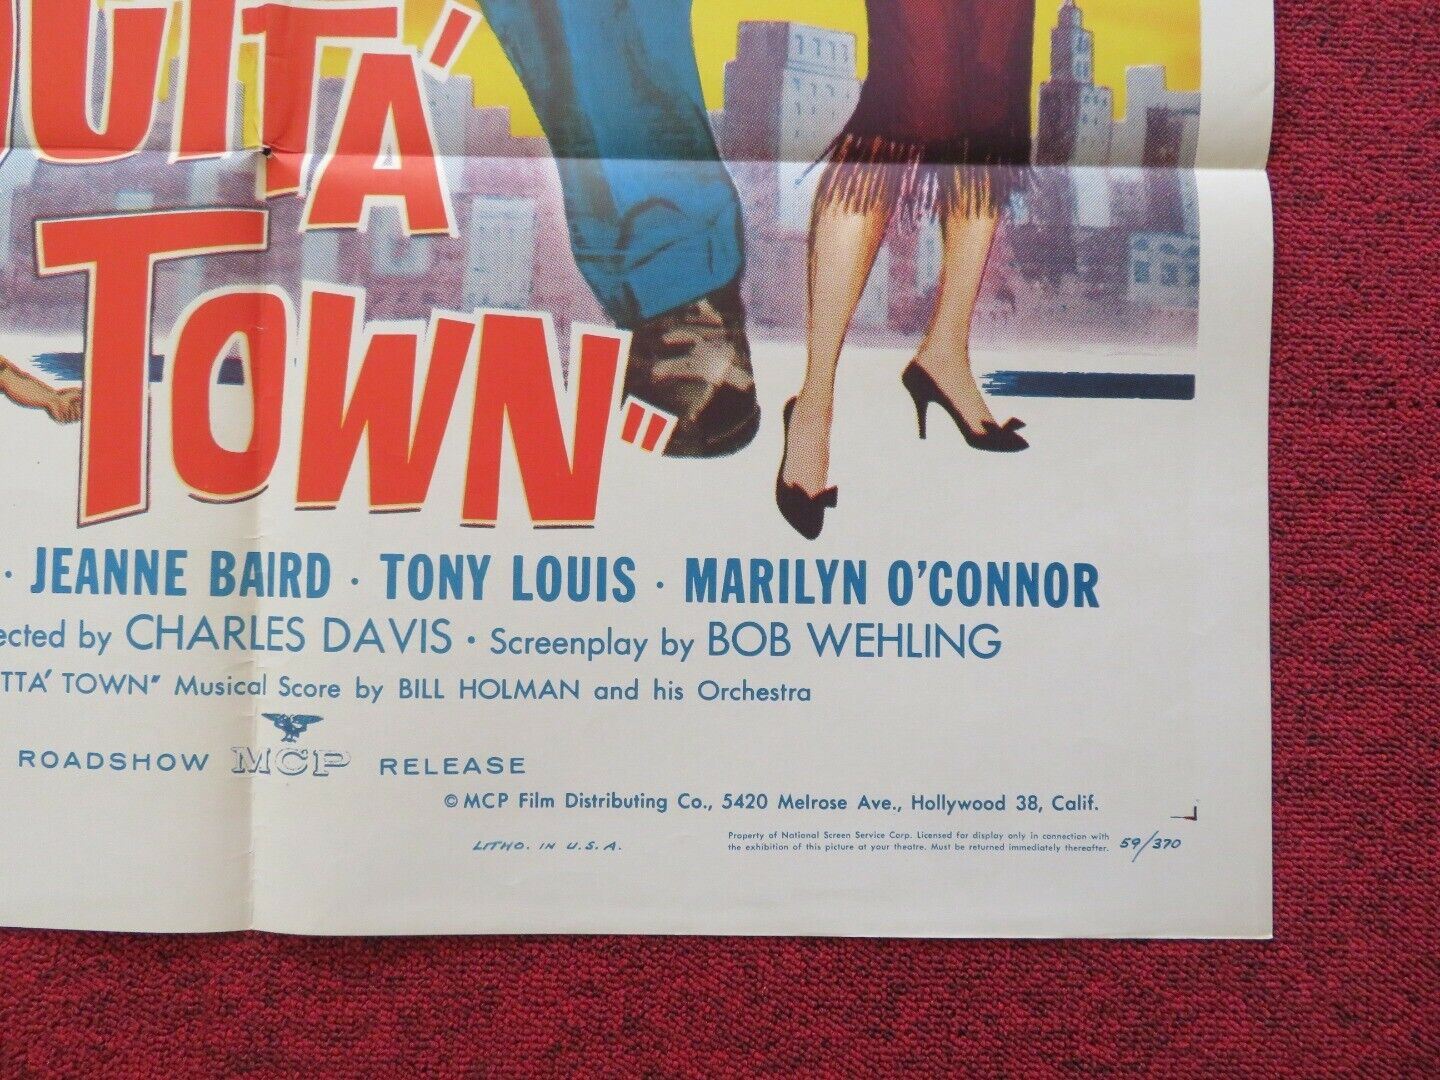 UTTA'
TOWN"
· JEANNE BAIRD · TONY LOUIS · MARILYN O'CONNOR
ected by CHARLES DAVIS · Screenplay by BOB WEHLING
TTA' TOWN" Musical Score by BILL HOLMAN and his Orchestra
ROADSHOW MCP RELEASE
© MCP Film Distributing Co., 5420 Melrose Ave., Hollywood 38, Calif.
LITHO. IN U.S.A.
Property of National Screen Service Corp. Licensed for display only in connection with
the exhibition of this picture at your theatre. Must be returned immediately thereafter.
59/370